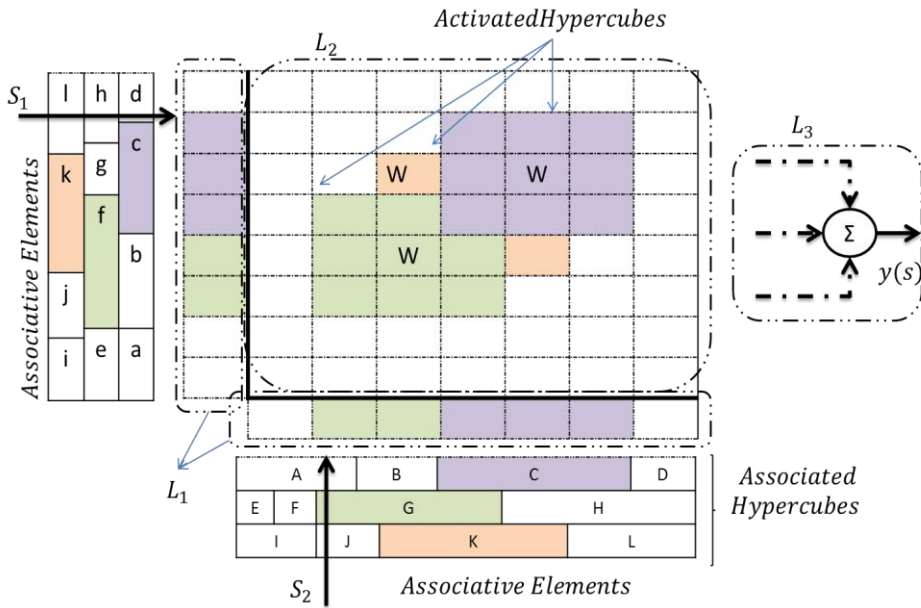 ActivatedHypercubes
L2
S1
l h d
c
k g
f
b
j
i e a
Associative Elements
W W
W
L3
Σ
y(s)
L1
A B C D
E F G H
I J K L
Associated
Hypercubes
S2
Associative Elements